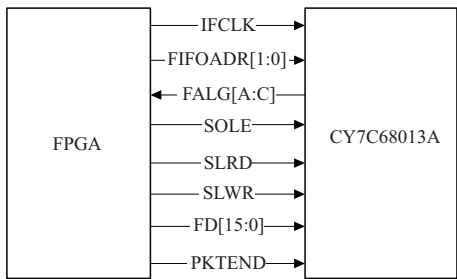 IFCLK
FIFOADR[1:0]
FALG[A:C]
SOLE
FPGA
CY7C68013A
SLRD
SLWR
FD[15:0]
PKTEND